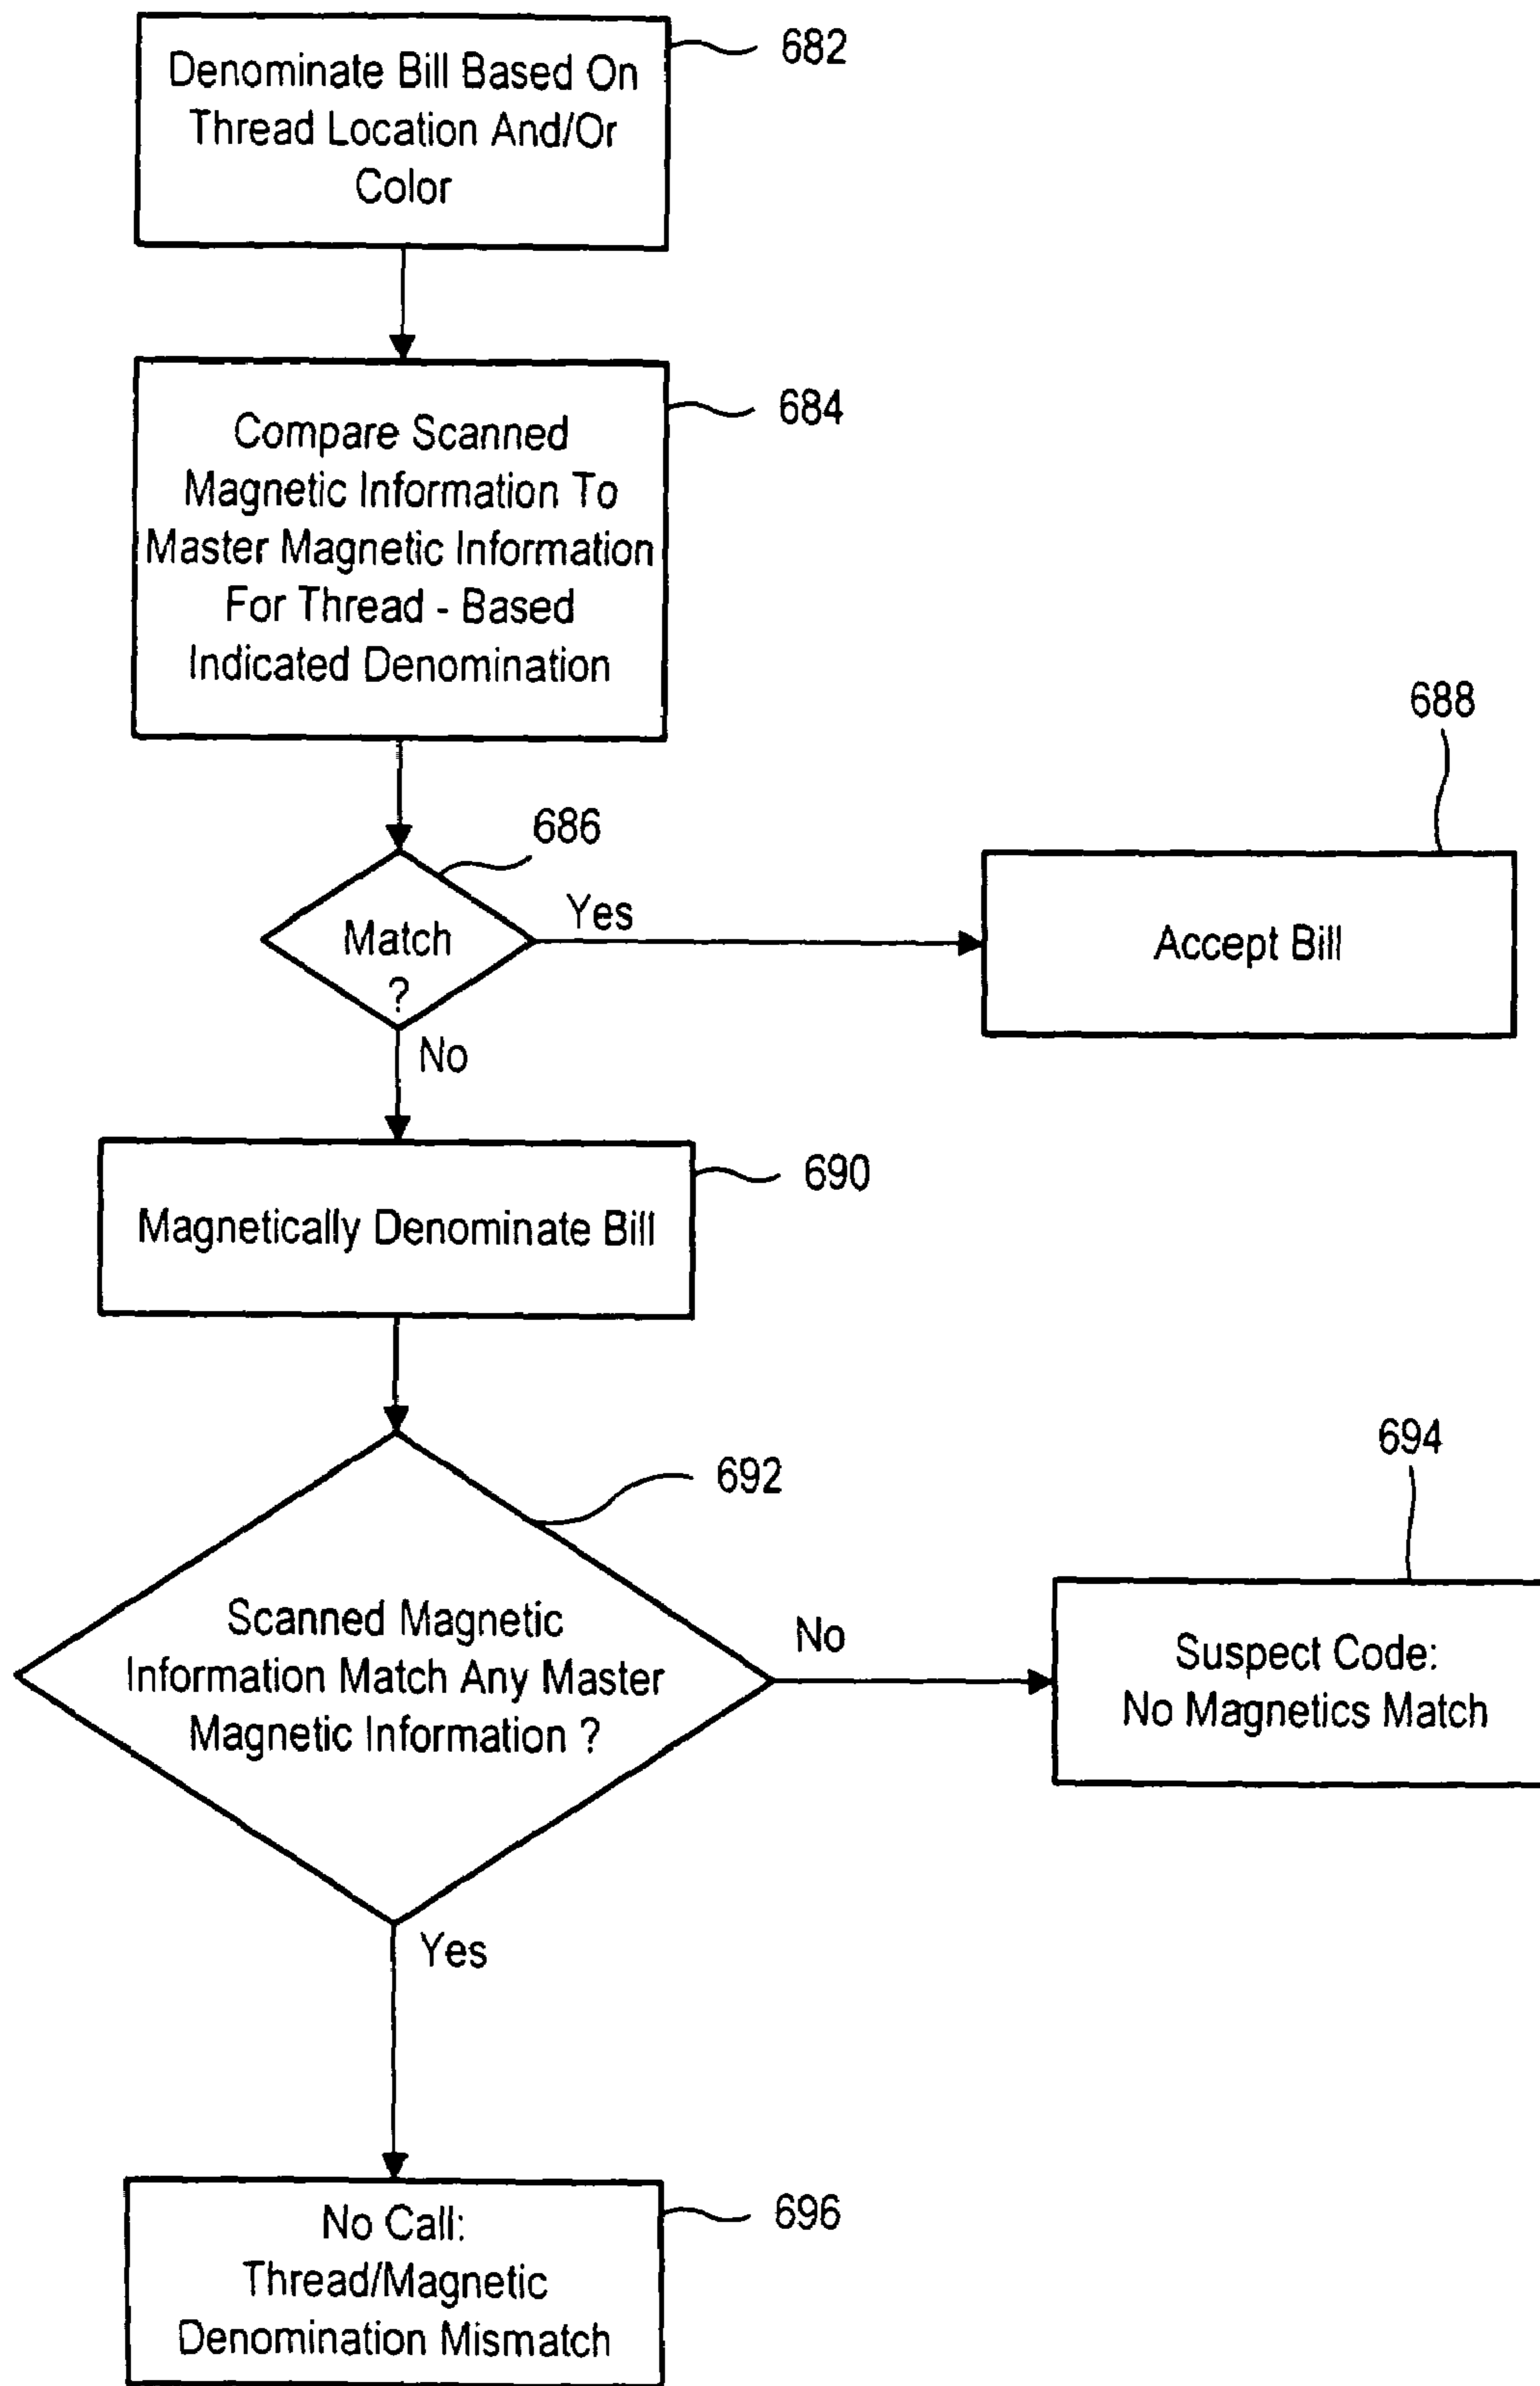 682
Denominate Bill Based On
Thread Location And/Or
Color
684
Compare Scanned
Magnetic Information To
Master Magnetic Information
For Thread - Based
Indicated Denomination
688
686
Match
?
Yes
Accept Bill
No
690
Magnetically Denominate Bill
692
694
Scanned Magnetic
Information Match Any Master
Magnetic Information ?
No
Suspect Code:
No Magnetics Match
Yes
696
No Call:
Thread/Magnetic
Denomination Mismatch